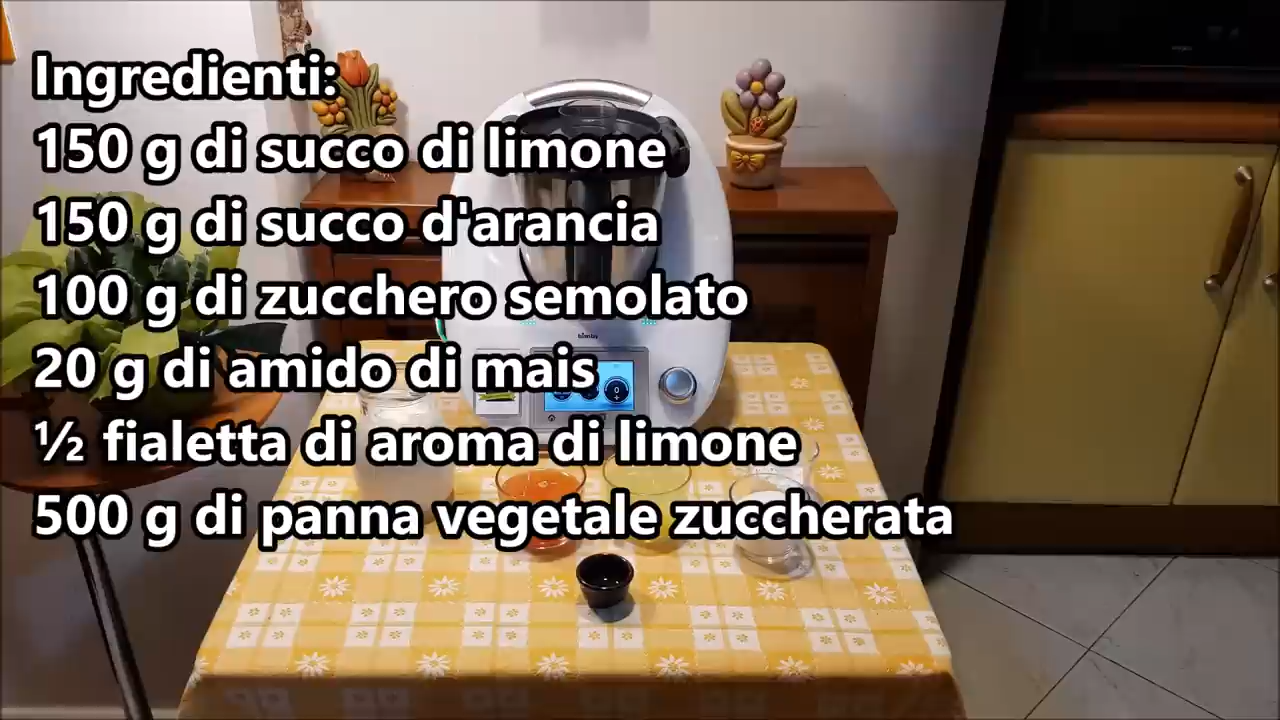 Ingredienti:
150 g di succo di limone
150 g di succo d'arancia
100 g di zucchero semolato
20 g di amido di mais
½ fialetta di aroma di limone
500 g di panna vegetale zuccherata
bimby